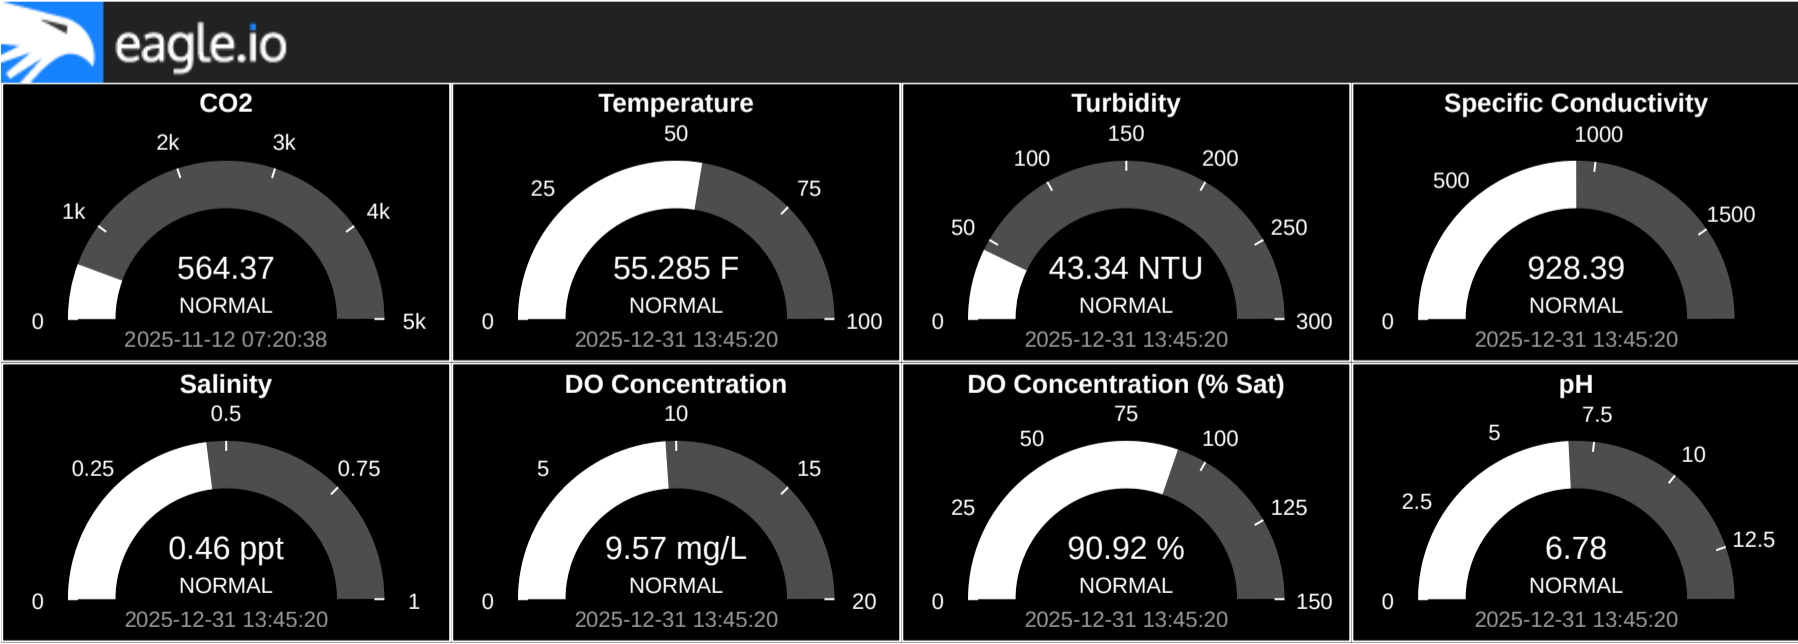 eagle.io
CO2
2k
3k
1k
4k
564.37
NORMAL
0
5k
2025-11-12 07:20:38
Temperature
50
25
75
55.285 F
NORMAL
0
100
2025-12-31 13:45:20
Turbidity
150
100
200
50
250
43.34 NTU
NORMAL
0
300
2025-12-31 13:45:20
Specific Conductivity
1000
500
1500
928.39
NORMAL
0
2025-12-31 13:45:20
Salinity
0.5
0.25
0.75
0.46 ppt
NORMAL
0
1
2025-12-31 13:45:20
DO Concentration
10
5
15
9.57 mg/L
NORMAL
0
20
2025-12-31 13:45:20
DO Concentration (% Sat)
75
50
100
25
125
90.92 %
NORMAL
0
150
2025-12-31 13:45:20
pH
7.5
5
10
2.5
12.5
6.78
NORMAL
0
2025-12-31 13:45:20